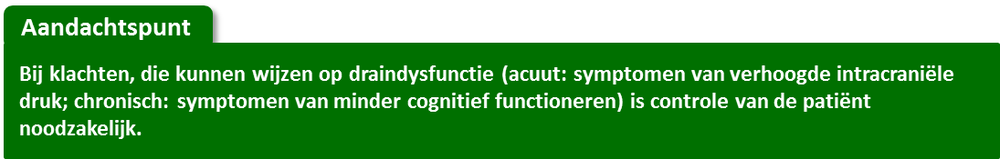 Aandachtspunt
Bij klachten, die kunnen wijzen op draindysfunctie (acuut: symptomen van verhoogde intracraniële
druk; chronisch: symptomen van minder cognitief functioneren) is controle van de patiënt
noodzakelijk.